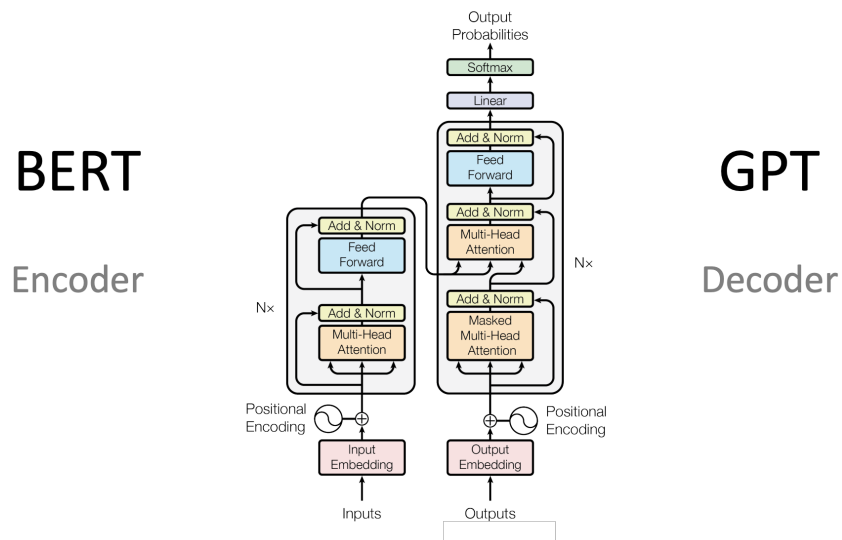 BERT
Encoder
Output
Probabilities
Softmax
Linear
Add & Norm
Feed
Forward
Add & Norm
Multi-Head
Attention
Add & Norm
Masked
Multi-Head
Attention
N×
Add & Norm
Feed
Forward
Add & Norm
Multi-Head
Attention
N×
Positional
Encoding
Positional
Encoding
Input
Embedding
Output
Embedding
Inputs
Outputs
GPT
Decoder